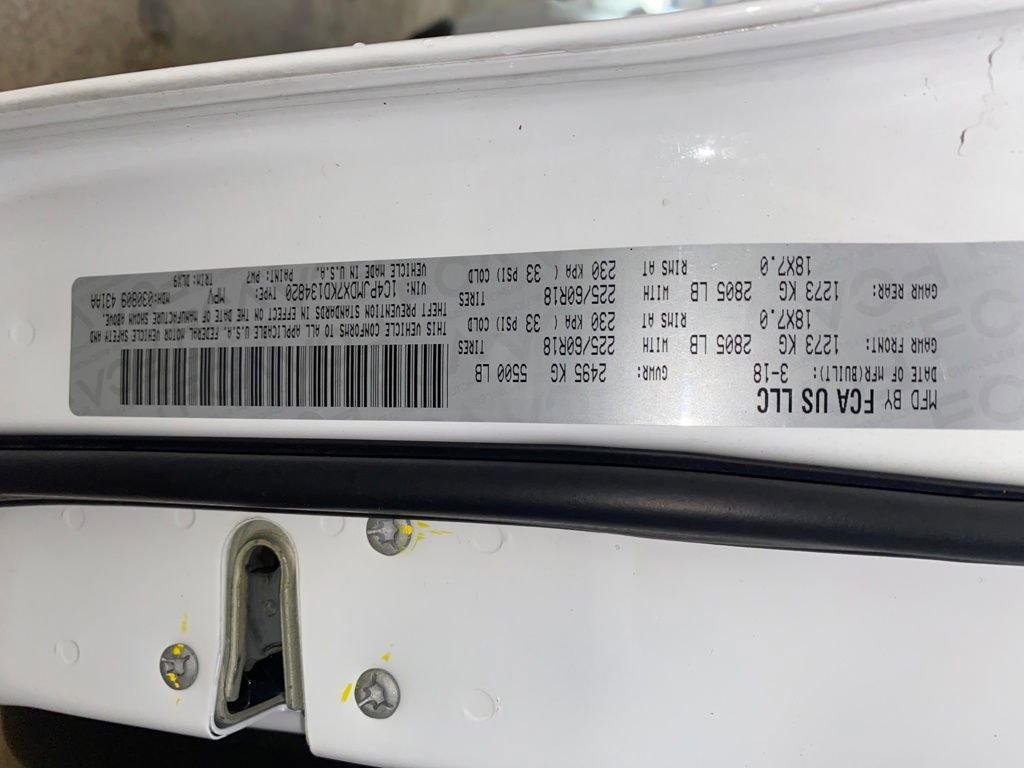 MFD BY FCA US LLC
DATE OF MFR(BUILT): 3-18 GVWR: 2495 KG 5500 LB
GAWR FRONT: 1273 KG 2805 LB WITH 225/60R18 TIRES
18X7.0 RIMS AT 230 KPA ( 33 PSI) COLD
GAWR REAR: 1273 KG 2805 LB WITH 225/60R18 TIRES
18X7.0 RIMS AT 230 KPA ( 33 PSI) COLD
THIS VEHICLE CONFORMS TO ALL APPLICABLE U.S.A. FEDERAL MOTOR VEHICLE SAFETY AND
THEFT PREVENTION STANDARDS IN EFFECT ON THE DATE OF MANUFACTURE SHOWN ABOVE.
VIN: 1C4PJMDX7KD134820 TYPE: MPV MDH:030809 431AA
VEHICLE MADE IN U.S.A. PAINT: PW7 TRIM: DLX9